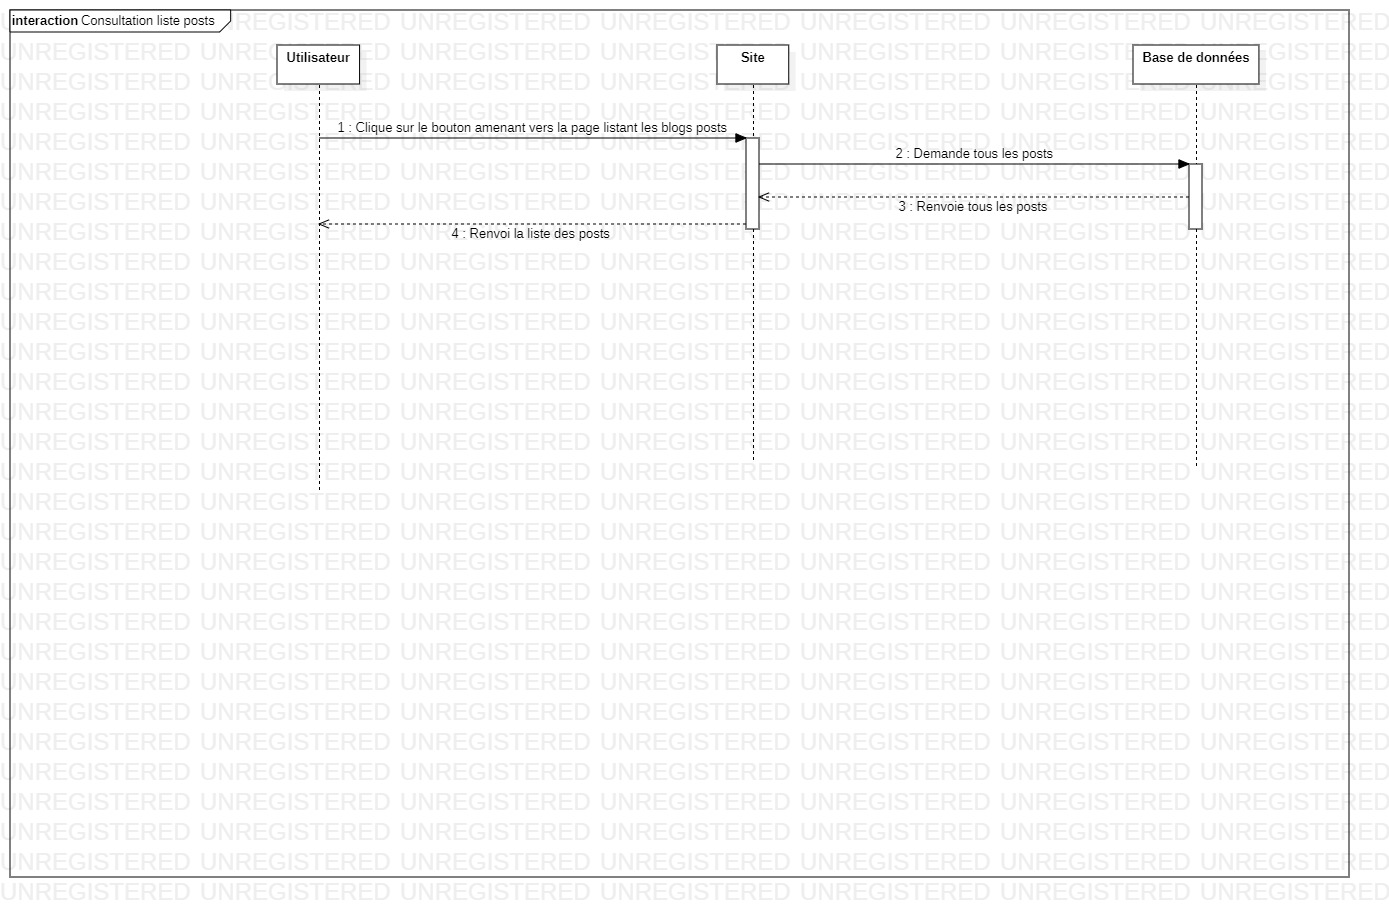 interaction Consultation liste posts
Utilisateur
Site
Base de données
1 : Clique sur le bouton amenant vers la page listant les blogs posts
2 : Demande tous les posts
3 : Renvoie tous les posts
4 : Renvoi la liste des posts
UNREGISTERED UNREGISTERED UNREGISTERED UNREGISTERED UNREGISTERED UNREGISTERED UNREGISTERED